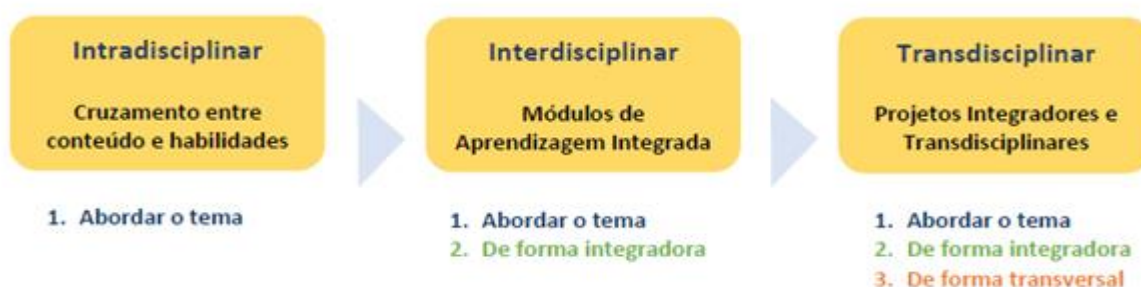 Intradisciplinar
Cruzamento entre
conteúdo e habilidades
1. Abordar o tema
Interdisciplinar
Módulos de
Aprendizagem Integrada
1. Abordar o tema
2. De forma integradora
Transdisciplinar
Projetos Integradores e
Transdisciplinares
1. Abordar o tema
2. De forma integradora
3. De forma transversal